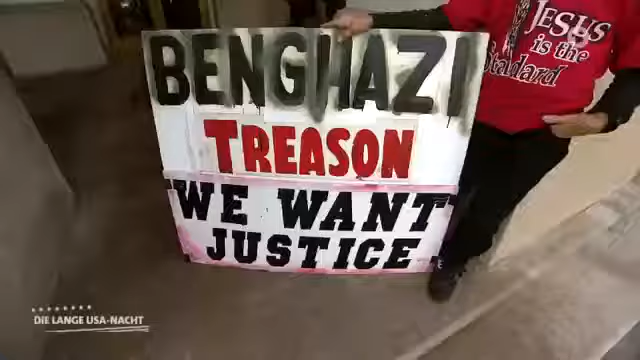 BENGHAZI
TREASON
WE WANT
JUSTICE
JESUS
is the
Standard
DIE LANGE USA-NACHT